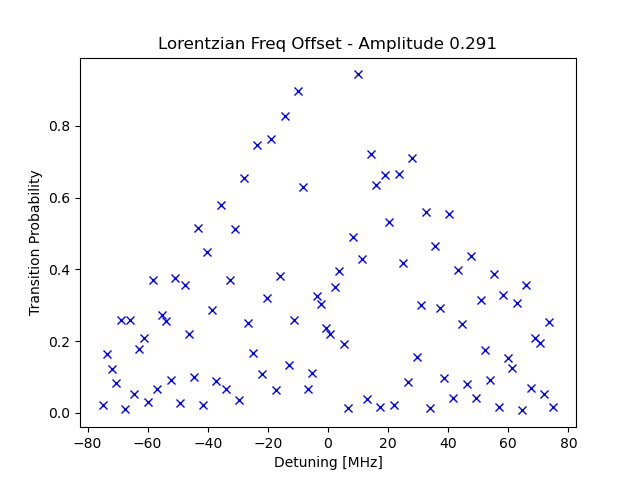 Lorentzian Freq Offset - Amplitude 0.291
Transition Probability
0.8
0.6
0.4
0.2
0.0
−80 −60 −40 −20 0 20 40 60 80
Detuning [MHz]